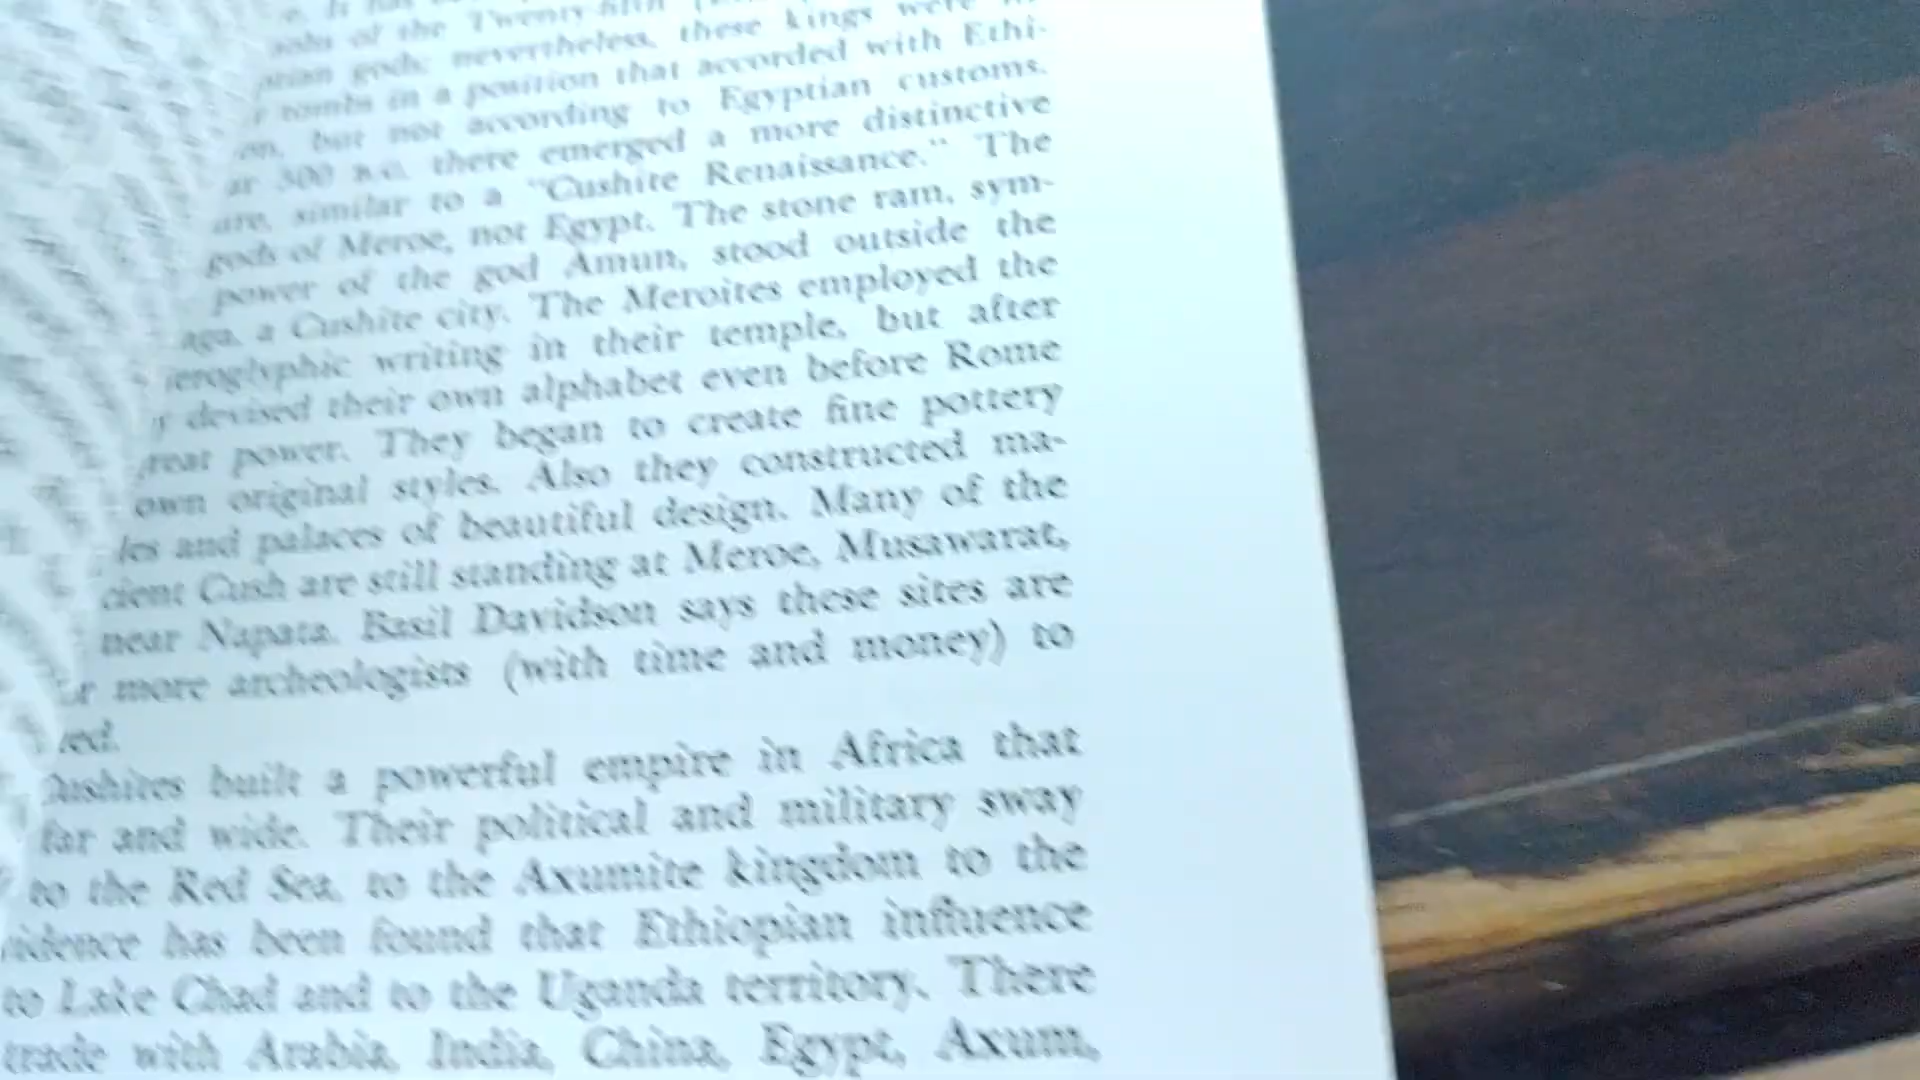 of the Twenty-fifth
gods; nevertheless, these kings were
tombs in a position that accorded with Ethi-
but not according to Egyptian customs.
500 B.C. there emerged a more distinctive
similar to a "Cushite Renaissance." The
gods of Meroe, not Egypt. The stone ram, sym-
power of the god Amun, stood outside the
aga, a Cushite city. The Meroites employed the
ieroglyphic writing in their temple, but after
y devised their own alphabet even before Rome
reat power. They began to create fine pottery
own original styles. Also they constructed ma-
les and palaces of beautiful design. Many of the
cient Cush are still standing at Meroe, Musawarat,
near Napata. Basil Davidson says these sites are
more archeologists (with time and money) to
ed.
ushites built a powerful empire in Africa that
far and wide. Their political and military sway
to the Red Sea, to the Axumite kingdom to the
idence has been found that Ethiopian influence
to Lake Chad and to the Uganda territory. There
trade with Arabia, India, China, Egypt, Axum,